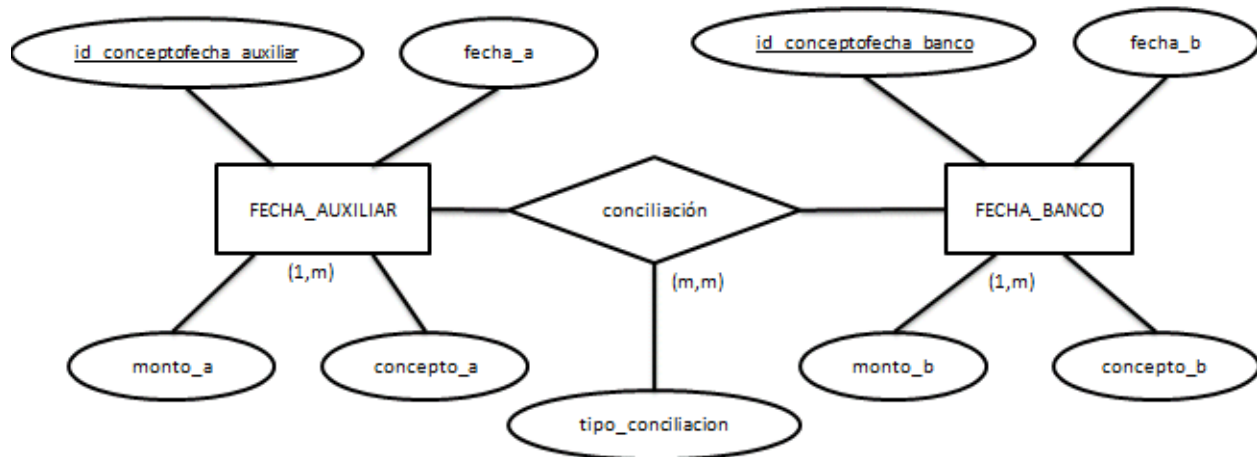 id_conceptofecha_auxiliar
fecha_a
id_conceptofecha_banco
fecha_b
FECHA_AUXILIAR
conciliación
FECHA_BANCO
(1,m)
(m,m)
(1,m)
monto_a
concepto_a
monto_b
concepto_b
tipo_conciliacion